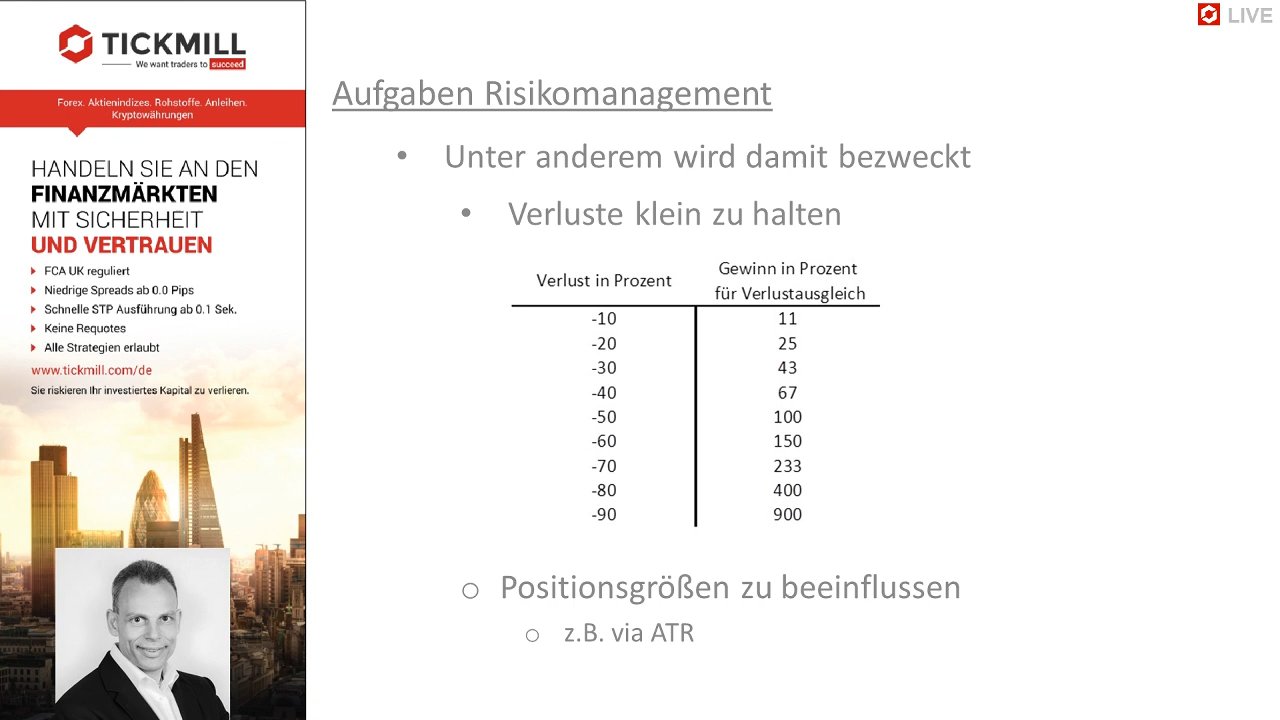 TICKMILL
We want traders to succeed
Forex. Aktienindizes. Rohstoffe. Anleihen.
Kryptowährungen
HANDELN SIE AN DEN
FINANZMÄRKTEN
MIT SICHERHEIT
UND VERTRAUEN
FCA UK reguliert
Niedrige Spreads ab 0.0 Pips
Schnelle STP Ausführung ab 0.1 Sek.
Keine Requotes
Alle Strategien erlaubt
www.tickmill.com/de
Sie riskieren Ihr investiertes Kapital zu verlieren.
LIVE
Aufgaben Risikomanagement
• Unter anderem wird damit bezweckt
• Verluste klein zu halten
Verlust in Prozent Gewinn in Prozent
für Verlustausgleich
-10 11
-20 25
-30 43
-40 67
-50 100
-60 150
-70 233
-80 400
-90 900
o Positionsgrößen zu beeinflussen
o z.B. via ATR